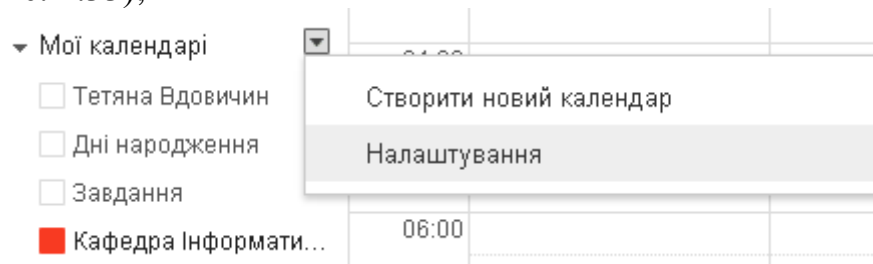 Мої календарі
Тетяна Вдовичин
Дні народження
Завдання
Кафедра Інформати...
Створити новий календар
Налаштування
06:00